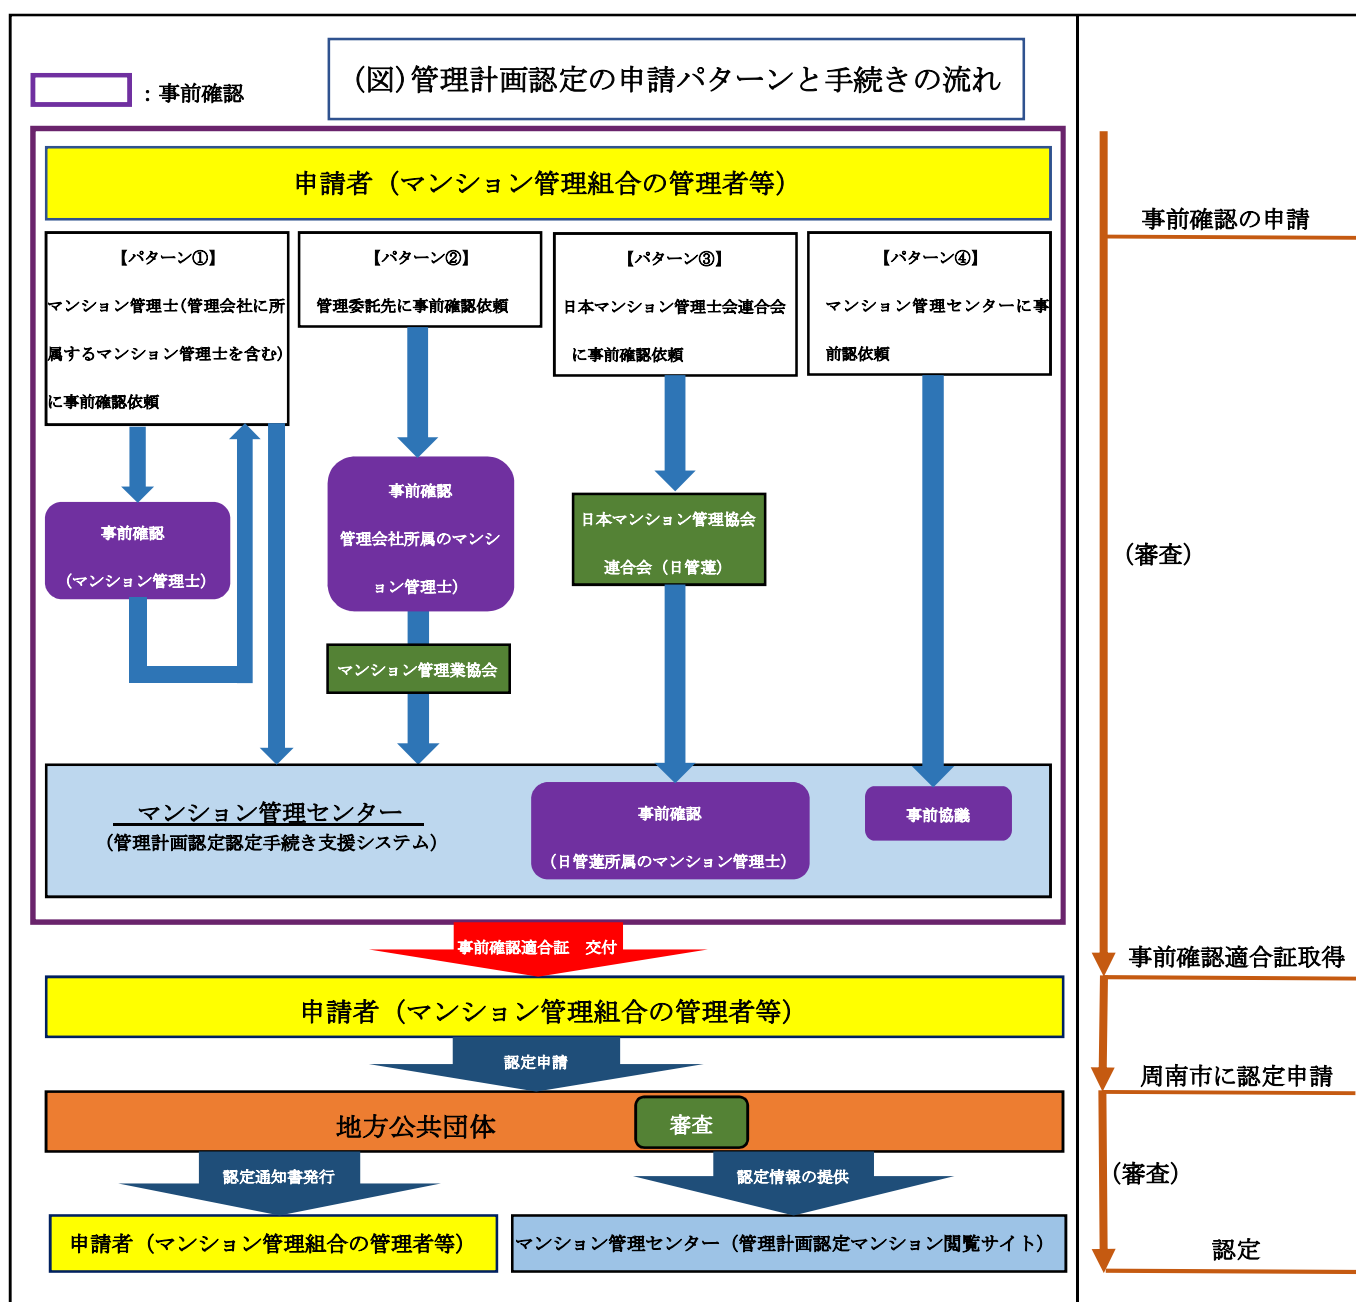 (図)管理計画認定の申請パターンと手続きの流れ
：事前確認
申請者（マンション管理組合の管理者等）
事前確認の申請
【パターン①】
マンション管理士（管理会社に所
属するマンション管理士を含む）
に事前確認依頼
【パターン②】
管理委託先に事前確認依頼
【パターン③】
日本マンション管理士会連合会
に事前確認依頼
【パターン④】
マンション管理センターに事
前認依頼
事前確認
（マンション管理士）
事前確認
管理会社所属のマンシ
ョン管理士）
マンション管理業協会
日本マンション管理協会
連合会（日管蓮）
（審査）
マンション管理センター
（管理計画認定認定手続き支援システム）
事前確認
（日管蓮所属のマンション管理士）
事前協議
事前確認適合証　交付
事前確認適合証取得
申請者（マンション管理組合の管理者等）
認定申請
周南市に認定申請
地方公共団体
審査
認定通知書発行
認定情報の提供
（審査）
申請者（マンション管理組合の管理者等）
マンション管理センター（管理計画認定マンション閲覧サイト）
認定